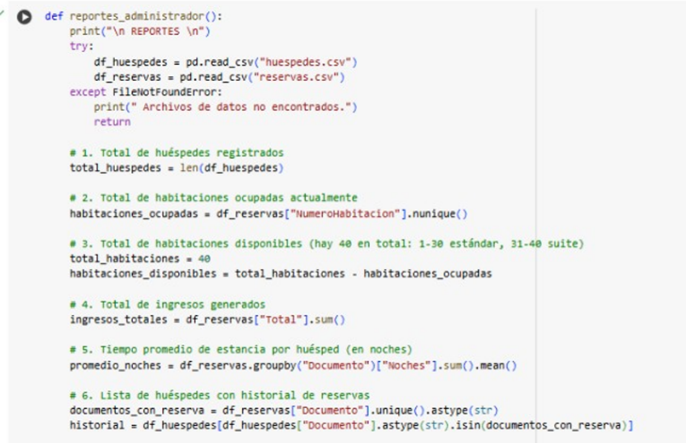 def reportes_administrador():
    print("\n REPORTES \n")
    try:
        df_huespedes = pd.read_csv("huespedes.csv")
        df_reservas = pd.read_csv("reservas.csv")
    except FileNotFoundError:
        print(" Archivos de datos no encontrados.")
        return

    # 1. Total de huéspedes registrados
    total_huespedes = len(df_huespedes)

    # 2. Total de habitaciones ocupadas actualmente
    habitaciones_ocupadas = df_reservas["NumeroHabitacion"].nunique()

    # 3. Total de habitaciones disponibles (hay 40 en total: 1-30 estándar, 31-40 suite)
    total_habitaciones = 40
    habitaciones_disponibles = total_habitaciones - habitaciones_ocupadas

    # 4. Total de ingresos generados
    ingresos_totales = df_reservas["Total"].sum()

    # 5. Tiempo promedio de estancia por huésped (en noches)
    promedio_noches = df_reservas.groupby("Documento")["Noches"].sum().mean()

    # 6. Lista de huéspedes con historial de reservas
    documentos_con_reserva = df_reservas["Documento"].unique().astype(str)
    historial = df_huespedes[df_huespedes["Documento"].astype(str).isin(documentos_con_reserva)]